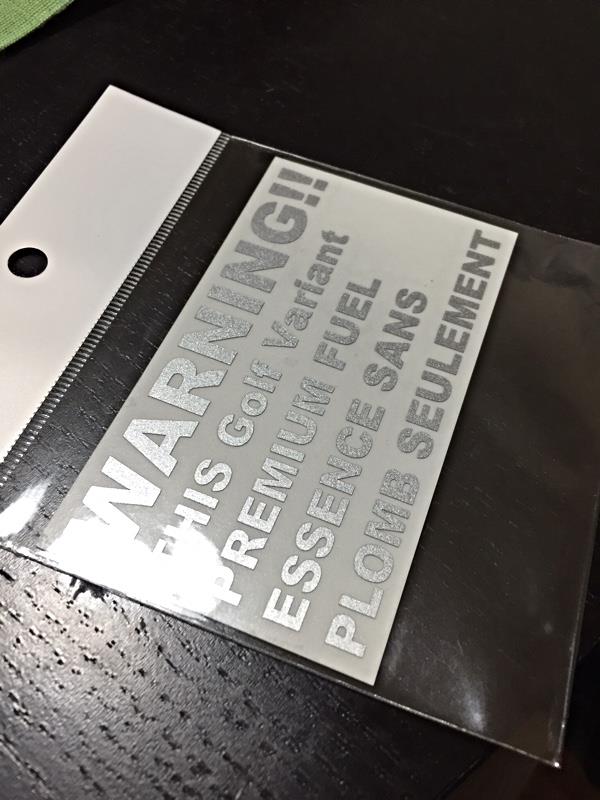 WARNING!!
THIS Golf Variant
PREMIUM FUEL
ESSENCE SANS
PLOMB SEULEMENT